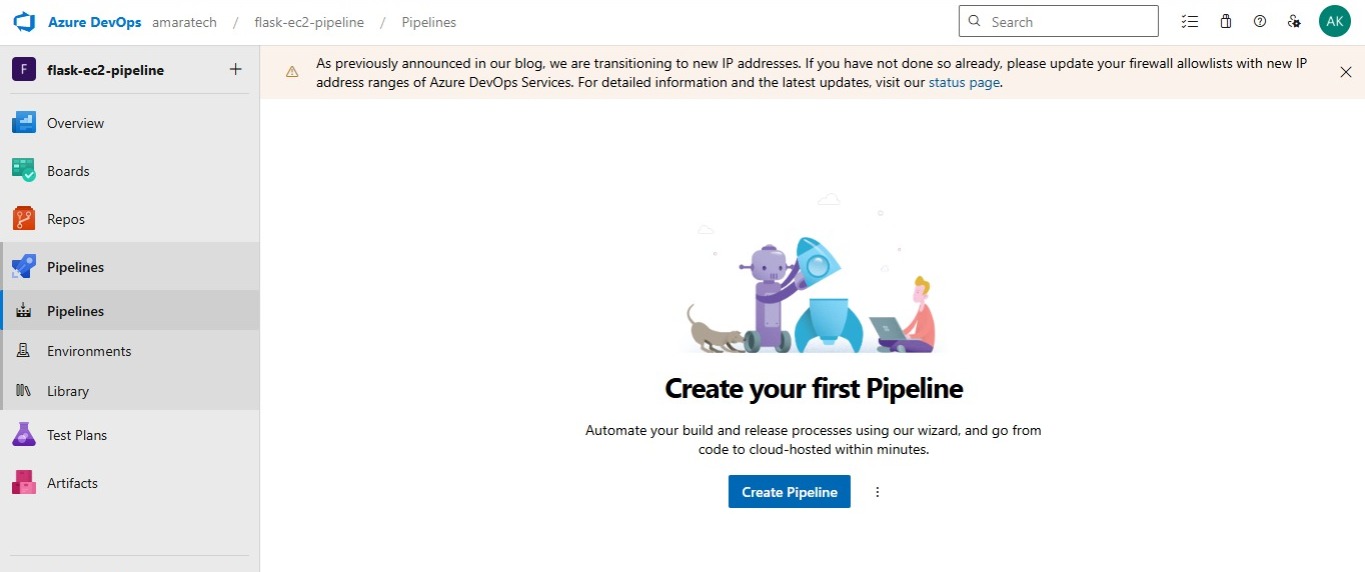 Azure DevOps amaratech / flask-ec2-pipeline / Pipelines Search AK
F flask-ec2-pipeline +
As previously announced in our blog, we are transitioning to new IP addresses. If you have not done so already, please update your firewall allowlists with new IP
address ranges of Azure DevOps Services. For detailed information and the latest updates, visit our status page.
Overview
Boards
Repos
Pipelines
Pipelines
Environments
Library
Test Plans
Artifacts
Create your first Pipeline
Automate your build and release processes using our wizard, and go from
code to cloud-hosted within minutes.
Create Pipeline